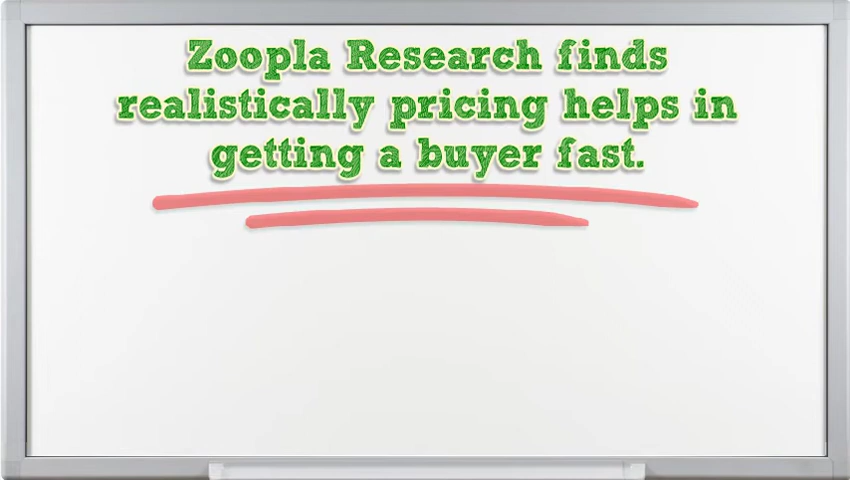 Zoopla Research finds
realistically pricing helps in
getting a buyer fast.